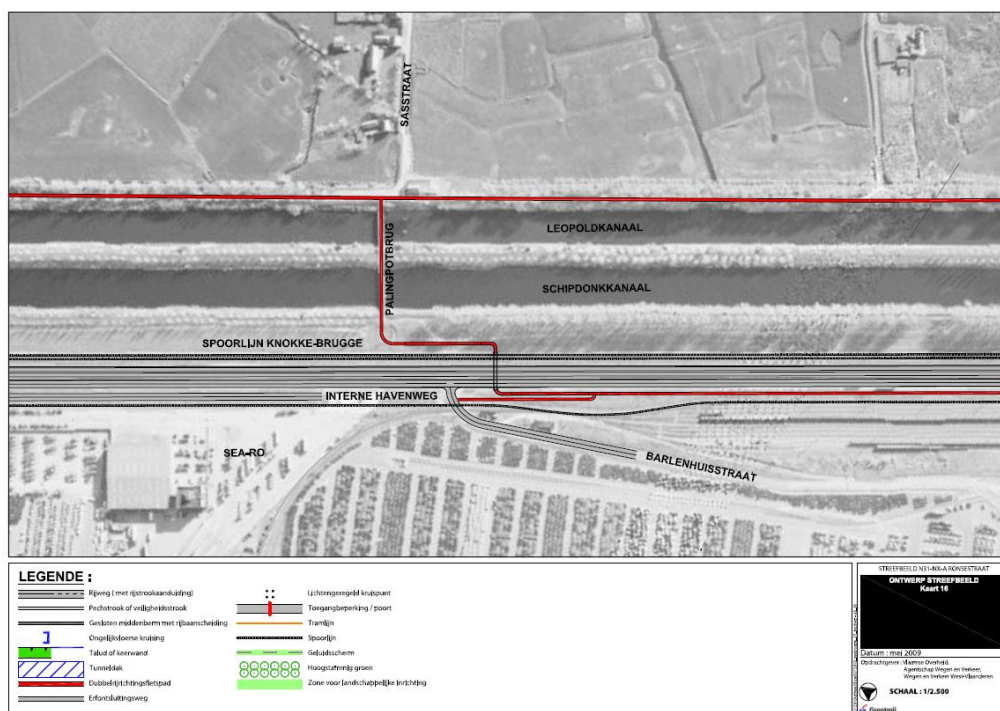 SASSTRAAT
LEOPOLDKANAAL
PALINGPOTBRUG
SCHIPDONKKANAAL
SPOORLIJN KNOKKE-BRUGGE
INTERNE HAVENWEG
SEA-RO
BARLENHUISSTRAAT
LEGENDE :
Rijweg ( met rijstrookaanduiding)
Pechstrook of veiligheidsstrook
Gesloten middenberm met rijbaanscheiding
Ongelijkvloerse kruising
Talud of keerwand
Tunneldak
Dubbelrijrichtingsfietspad
Erfontsluitingsweg
Lichtengeregeld kruispunt
Toegangbeperking / poort
Tramlijn
Spoorlijn
Geluidsscherm
Hoogstammig groen
Zone voor landschappelijke inrichting
STREEFBEELD N31-NX-A.RONSESTRAAT
ONTWERP STREEFBEELD
Kaart 16
Datum : mei 2009
Opdrachtgever : Vlaamse Overheid,
Agentschap Wegen en Verkeer,
Wegen en Verkeer West-Vlaanderen
SCHAAL : 1/2.500
Grontmij